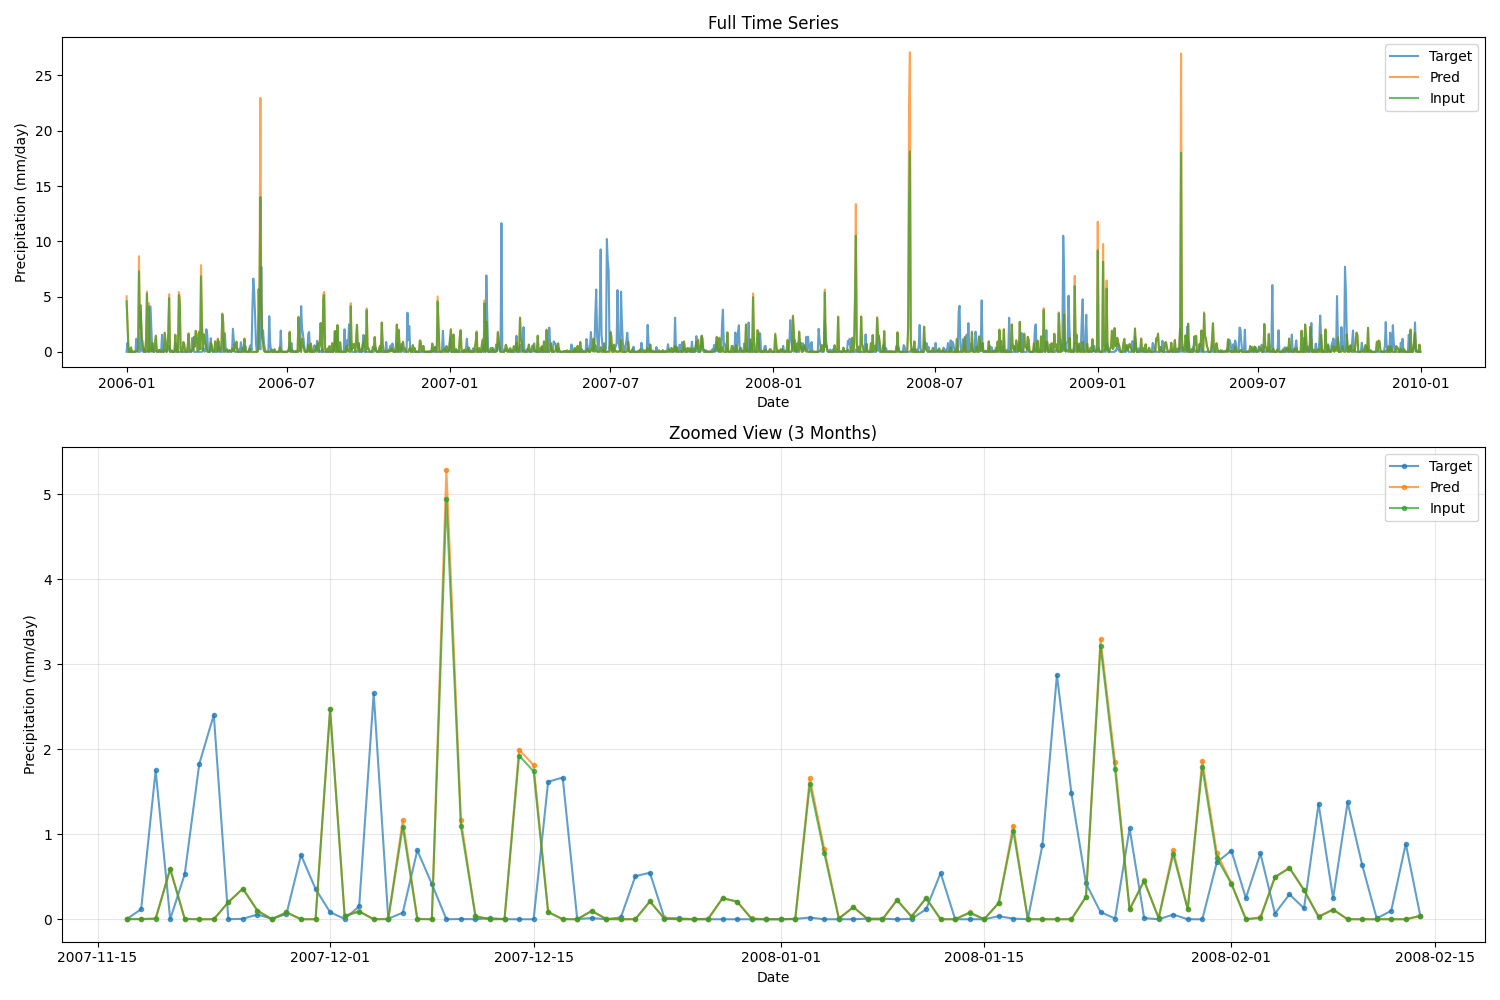 Full Time Series
Precipitation (mm/day)
25
20
15
10
5
0
Target
Pred
Input
2006-01
2006-07
2007-01
2007-07
2008-01
2008-07
2009-01
2009-07
2010-01
Date
Zoomed View (3 Months)
Precipitation (mm/day)
5
4
3
2
1
0
Target
Pred
Input
2007-11-15
2007-12-01
2007-12-15
2008-01-01
2008-01-15
2008-02-01
2008-02-15
Date